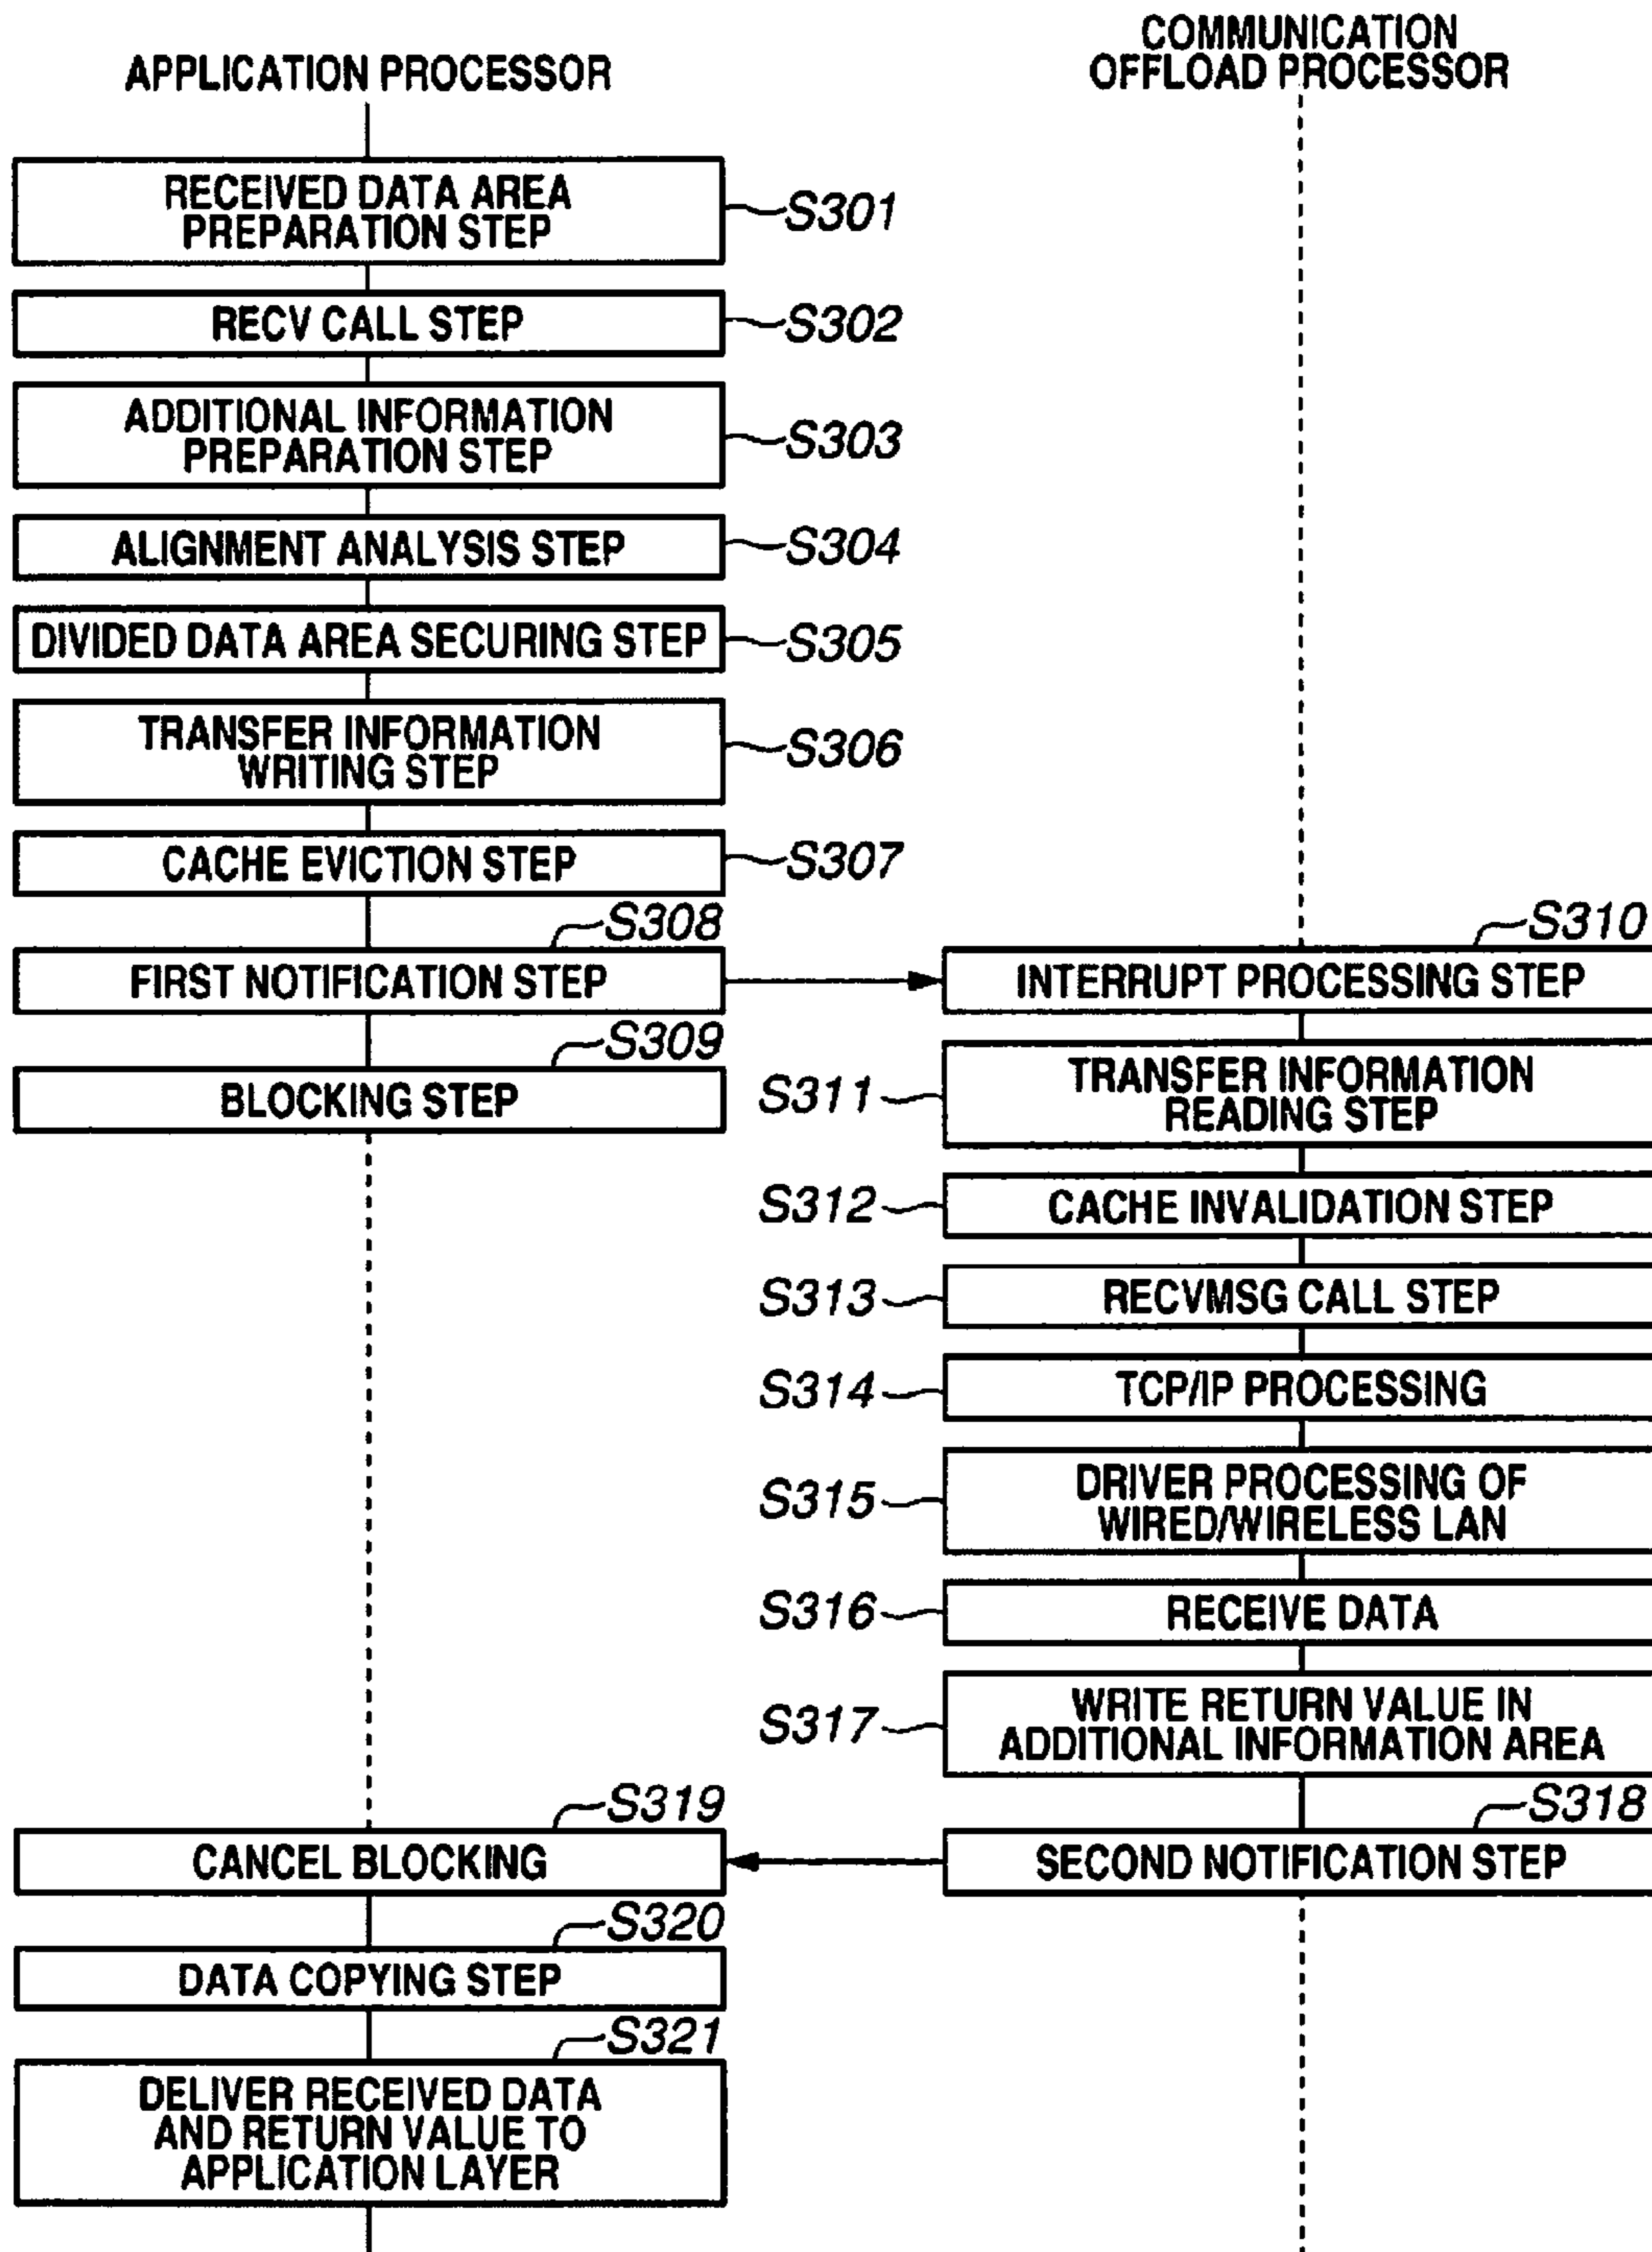 APPLICATION PROCESSOR
COMMUNICATION
OFFLOAD PROCESSOR
RECEIVED DATA AREA
PREPARATION STEP
S301
RECV CALL STEP
S302
ADDITIONAL INFORMATION
PREPARATION STEP
S303
ALIGNMENT ANALYSIS STEP
S304
DIVIDED DATA AREA SECURING STEP
S305
TRANSFER INFORMATION
WRITING STEP
S306
CACHE EVICTION STEP
S307
S308
FIRST NOTIFICATION STEP
S310
INTERRUPT PROCESSING STEP
S309
BLOCKING STEP
S311
TRANSFER INFORMATION
READING STEP
S312
CACHE INVALIDATION STEP
S313
RECVMSG CALL STEP
S314
TCP/IP PROCESSING
S315
DRIVER PROCESSING OF
WIRED/WIRELESS LAN
S316
RECEIVE DATA
S317
WRITE RETURN VALUE IN
ADDITIONAL INFORMATION AREA
S319
CANCEL BLOCKING
S318
SECOND NOTIFICATION STEP
S320
DATA COPYING STEP
S321
DELIVER RECEIVED DATA
AND RETURN VALUE TO
APPLICATION LAYER